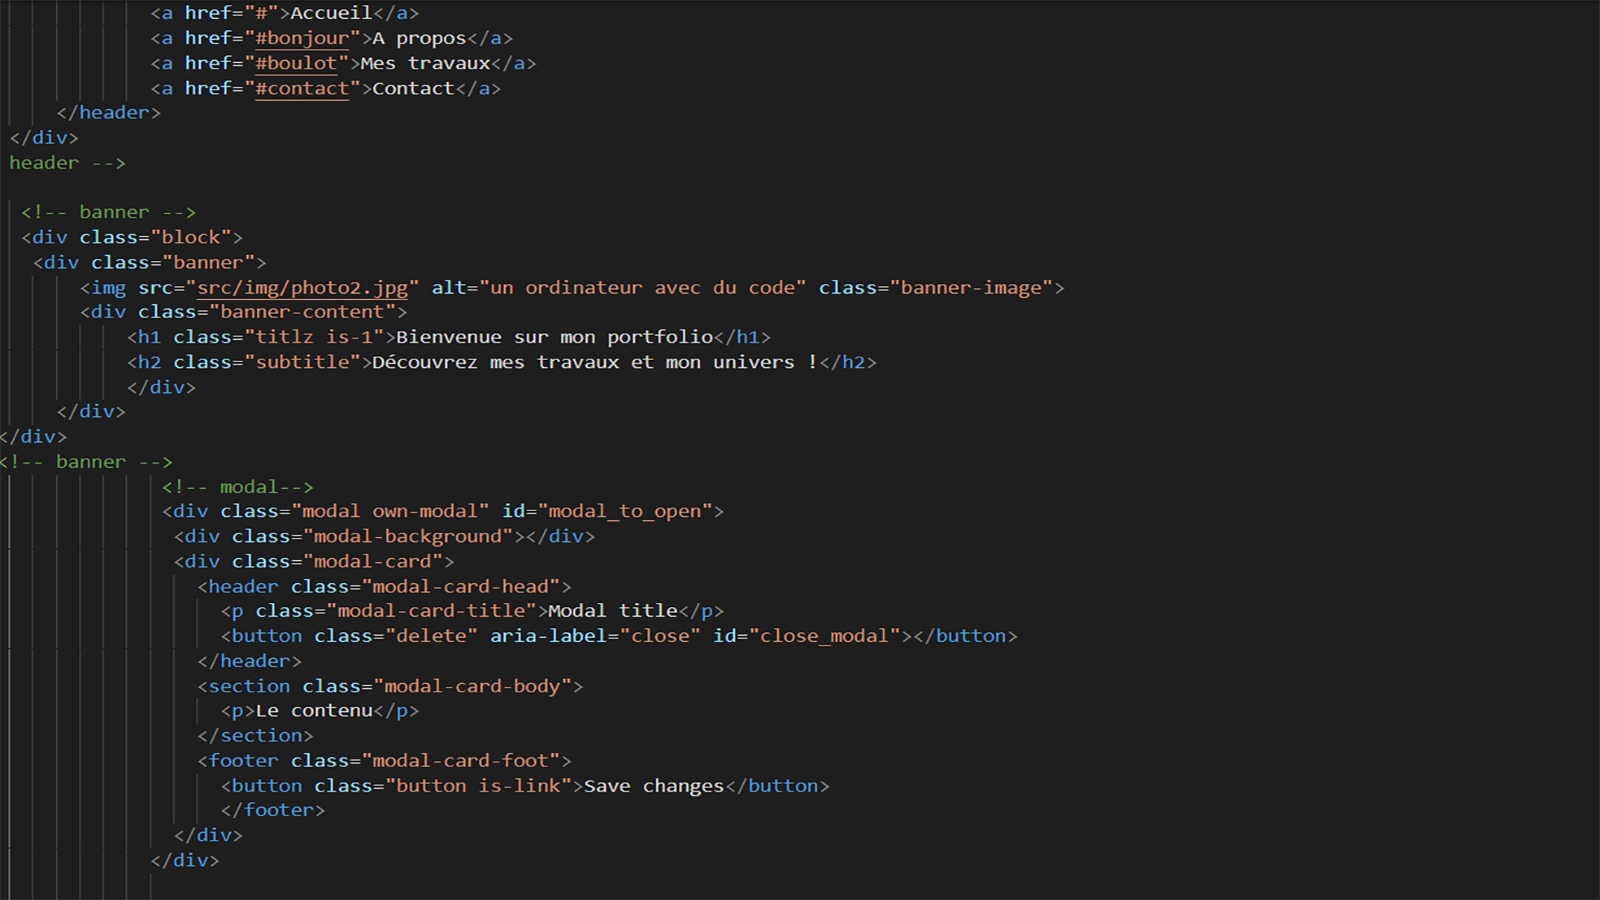 <a href="#">Accueil</a>
<a href="#bonjour">A propos</a>
<a href="#boulot">Mes travaux</a>
<a href="#contact">Contact</a>
</header>
</div>
header -->
<!-- banner -->
<div class="block">
<div class="banner">
<img src="src/img/photo2.jpg" alt="un ordinateur avec du code" class="banner-image">
<div class="banner-content">
<h1 class="titlz is-1">Bienvenue sur mon portfolio</h1>
<h2 class="subtitle">Découvrez mes travaux et mon univers !</h2>
</div>
</div>
</div>
<!-- banner -->
<!-- modal-->
<div class="modal own-modal" id="modal_to_open">
<div class="modal-background"></div>
<div class="modal-card">
<header class="modal-card-head">
<p class="modal-card-title">Modal title</p>
<button class="delete" aria-label="close" id="close_modal"></button>
</header>
<section class="modal-card-body">
<p>Le contenu</p>
</section>
<footer class="modal-card-foot">
<button class="button is-link">Save changes</button>
</footer>
</div>
</div>